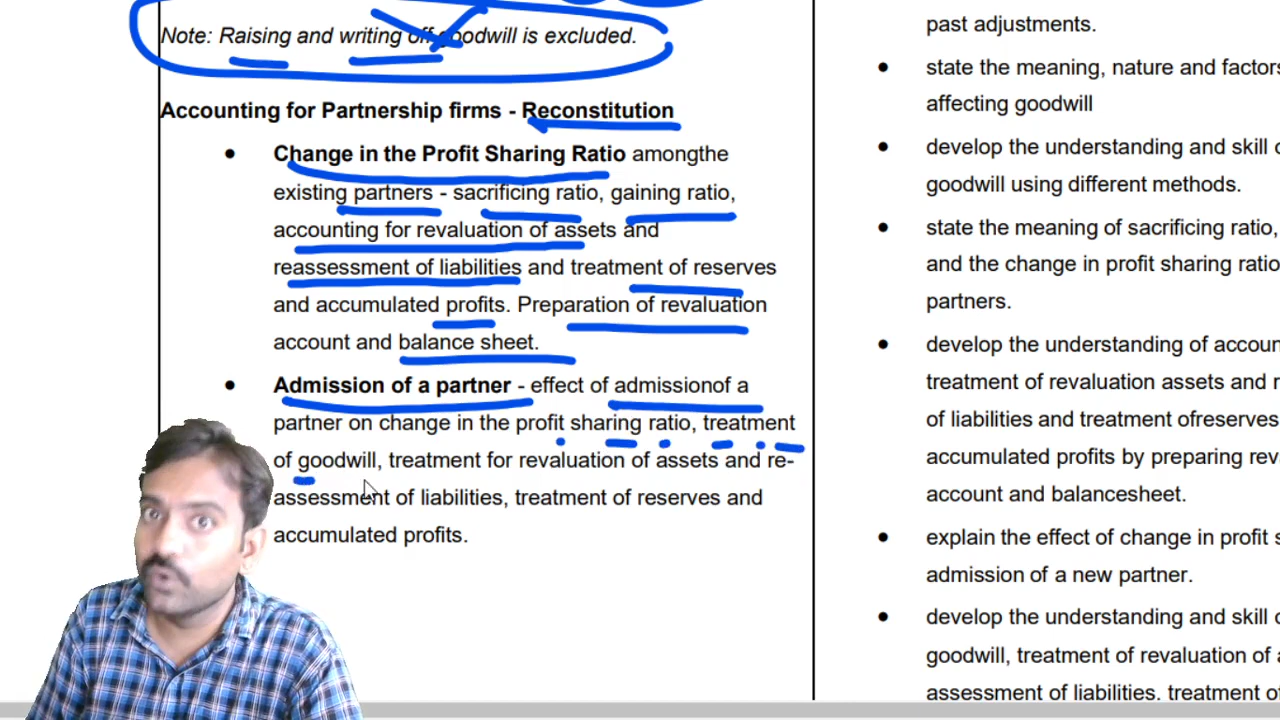 Note: Raising and writing off goodwill is excluded.
Accounting for Partnership firms - Reconstitution
● Change in the Profit Sharing Ratio amongthe
existing partners - sacrificing ratio, gaining ratio,
accounting for revaluation of assets and
reassessment of liabilities and treatment of reserves
and accumulated profits. Preparation of revaluation
account and balance sheet.
● Admission of a partner - effect of admissionof a
partner on change in the profit sharing ratio, treatment
of goodwill, treatment for revaluation of assets and re-
assessment of liabilities, treatment of reserves and
accumulated profits.
past adjustments.
● state the meaning, nature and factors
affecting goodwill
● develop the understanding and skill
goodwill using different methods.
● state the meaning of sacrificing ratio,
and the change in profit sharing ratio
partners.
● develop the understanding of
treatment of revaluation assets and
of liabilities and treatment ofreserves
accumulated profits by preparing
account and balancesheet.
● explain the effect of change in profit
admission of a new partner.
● develop the understanding and skill
goodwill, treatment of revaluation of
assessment of liabilities, treatment of